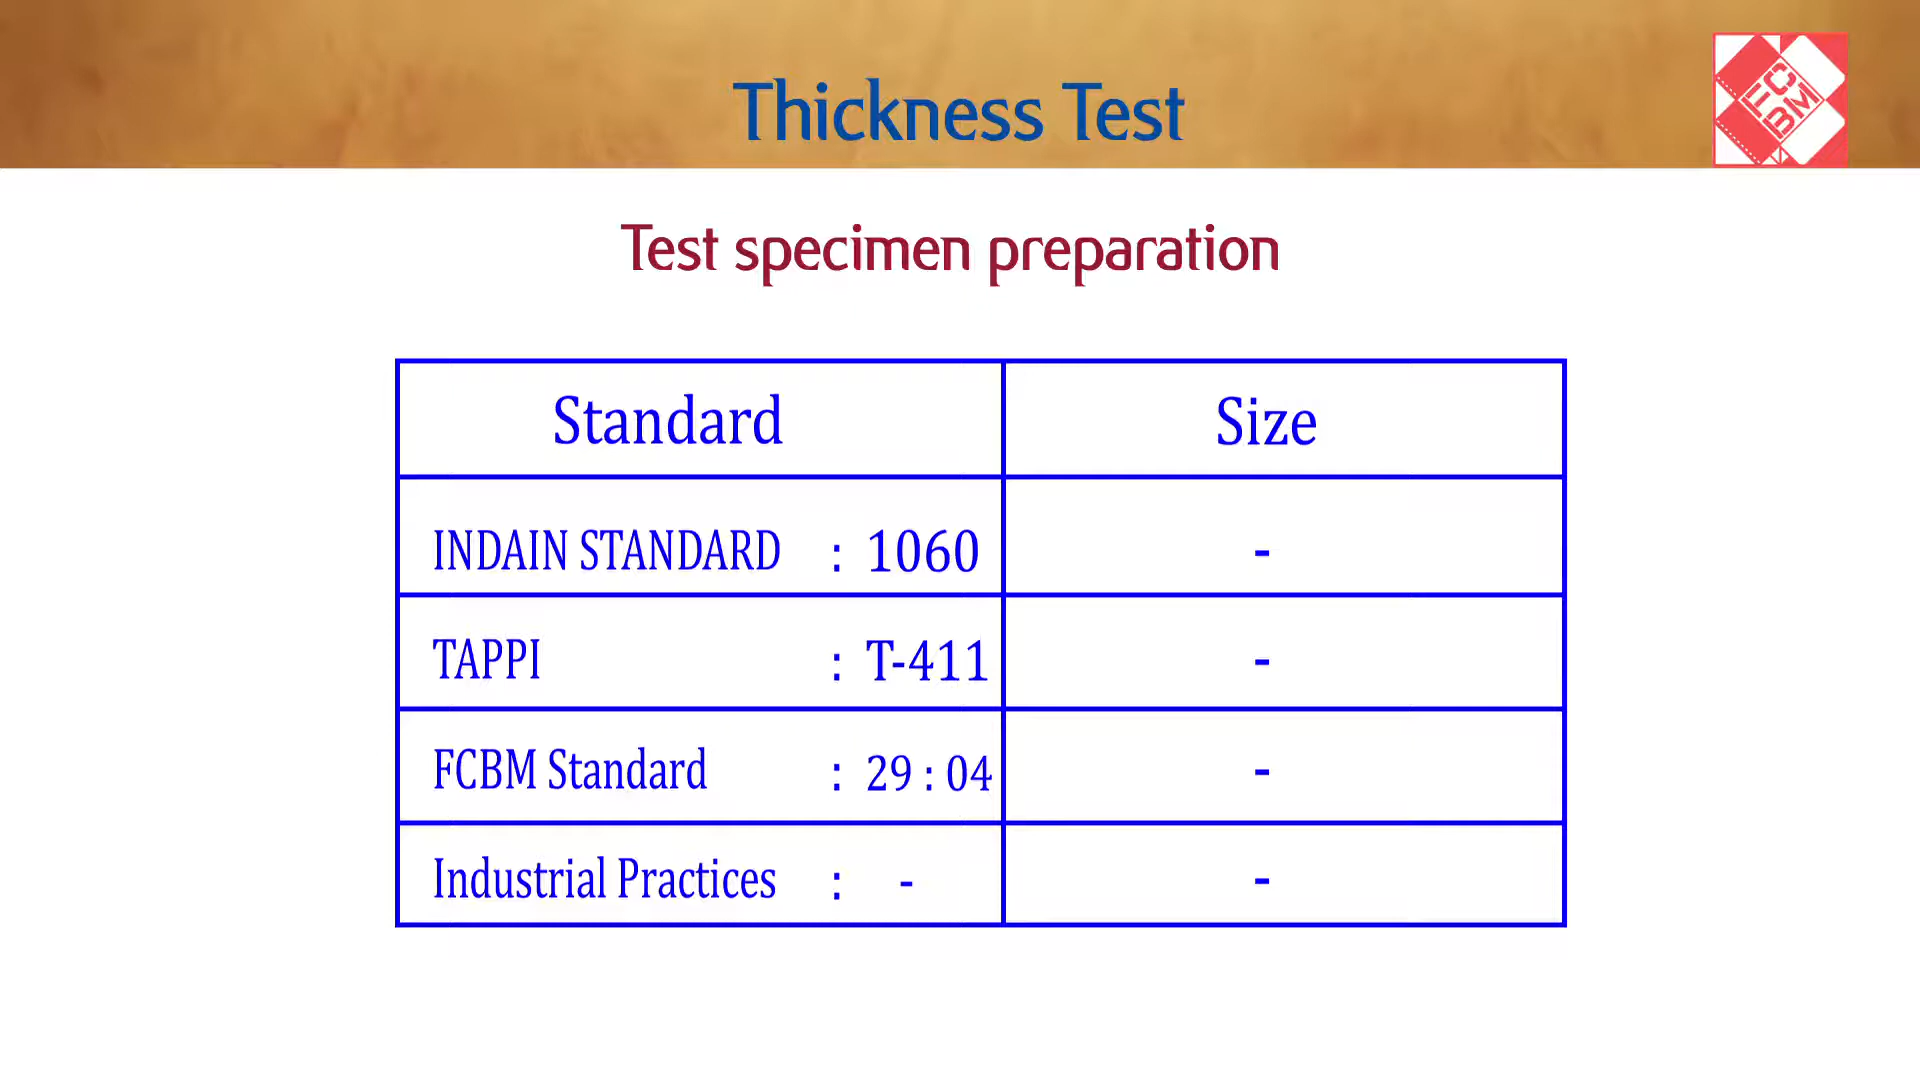 Thickness Test
FCBM
Test specimen preparation
Standard Size
INDAIN STANDARD : 1060 -
TAPPI : T-411 -
FCBM Standard : 29 : 04 -
Industrial Practices : - -